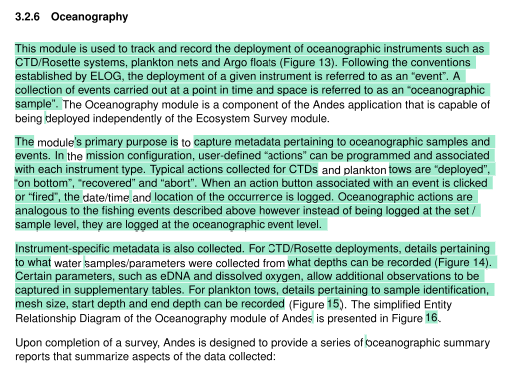 3.2.6 Oceanography
This module is used to track and record the deployment of oceanographic instruments such as
CTD/Rosette systems, plankton nets and Argo floats (Figure 13). Following the conventions
established by ELOG, the deployment of a given instrument is referred to as an “event”. A
collection of events carried out at a point in time and space is referred to as an “oceanographic
sample”. The Oceanography module is a component of the Andes application that is capable of
being deployed independently of the Ecosystem Survey module.
The module's primary purpose is to capture metadata pertaining to oceanographic samples and
events. In the mission configuration, user-defined “actions” can be programmed and associated
with each instrument type. Typical actions collected for CTDs and plankton tows are “deployed”,
“on bottom”, “recovered” and “abort”. When an action button associated with an event is clicked
or “fired”, the date/time and location of the occurrence is logged. Oceanographic actions are
analogous to the fishing events described above however instead of being logged at the set /
sample level, they are logged at the oceanographic event level.
Instrument-specific metadata is also collected. For CTD/Rosette deployments, details pertaining
to what water samples/parameters were collected from what depths can be recorded (Figure 14).
Certain parameters, such as eDNA and dissolved oxygen, allow additional observations to be
captured in supplementary tables. For plankton tows, details pertaining to sample identification,
mesh size, start depth and end depth can be recorded (Figure 15). The simplified Entity
Relationship Diagram of the Oceanography module of Andes is presented in Figure 16.
Upon completion of a survey, Andes is designed to provide a series of oceanographic summary
reports that summarize aspects of the data collected: